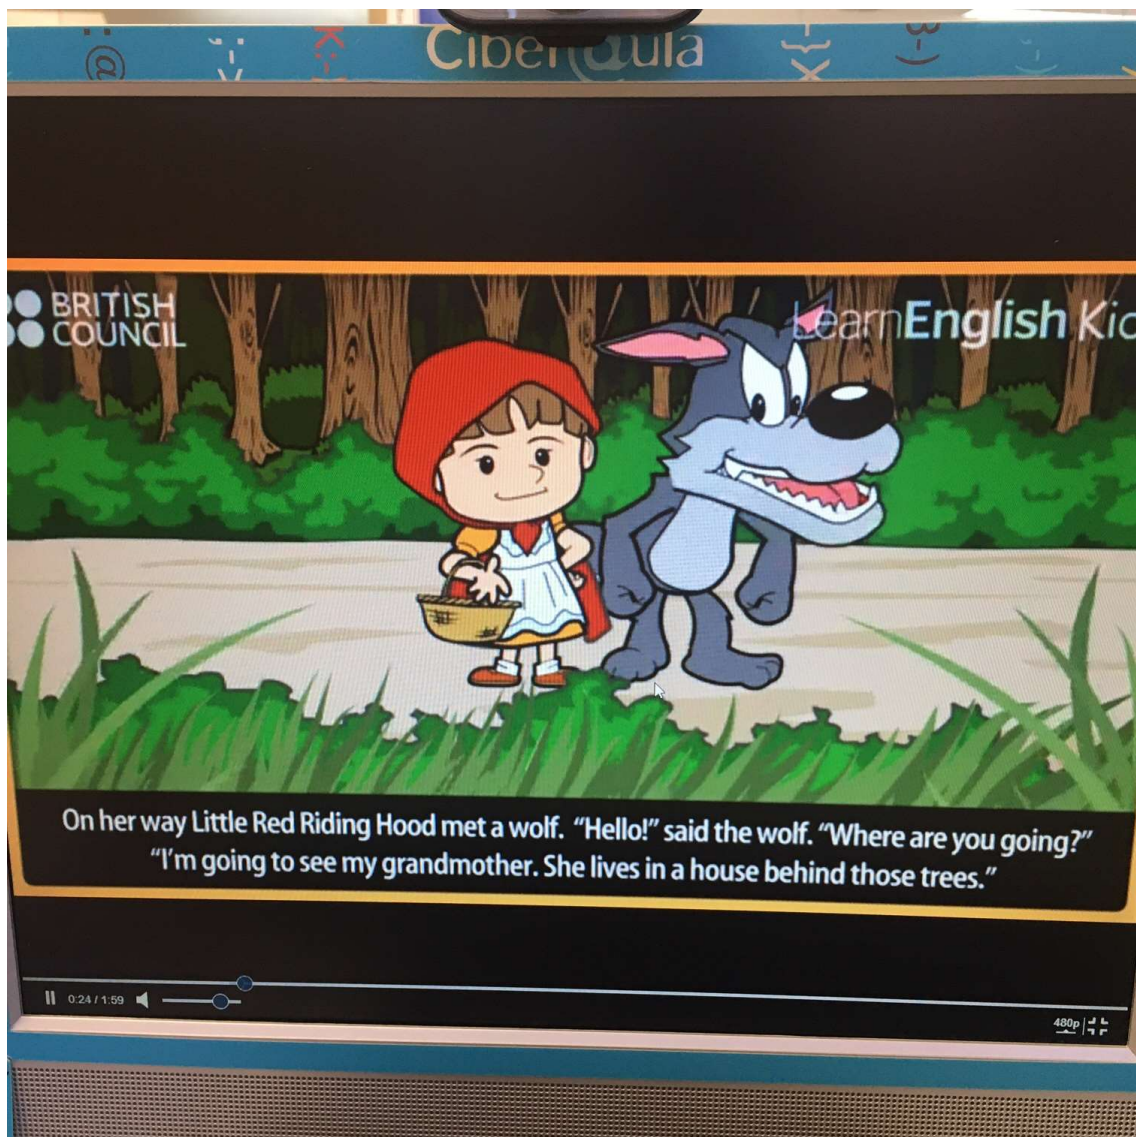 Ciber@ula
BRITISH
COUNCIL
LearnEnglish Kid
On her way Little Red Riding Hood met a wolf. “Hello!” said the wolf. “Where are you going?”
“I'm going to see my grandmother. She lives in a house behind those trees.”
0:24 / 1:59
480p